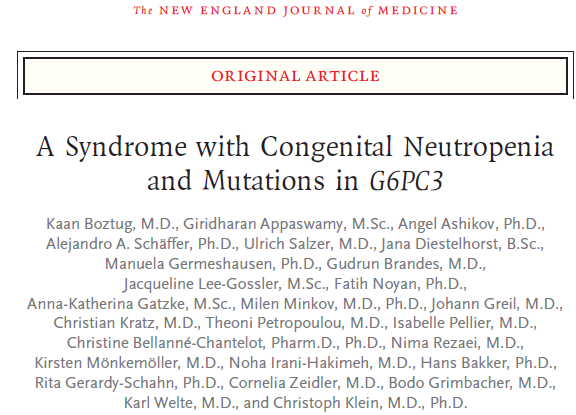 The NEW ENGLAND JOURNAL of MEDICINE
ORIGINAL ARTICLE
A Syndrome with Congenital Neutropenia
and Mutations in G6PC3
Kaan Boztug, M.D., Giridharan Appaswamy, M.Sc., Angel Ashikov, Ph.D.,
Alejandro A. Schäffer, Ph.D., Ulrich Salzer, M.D., Jana Diestelhorst, B.Sc.,
Manuela Germeshausen, Ph.D., Gudrun Brandes, M.D.,
Jacqueline Lee-Gossler, M.Sc., Fatih Noyan, Ph.D.,
Anna-Katherina Gatzke, M.Sc., Milen Minkov, M.D., Ph.D., Johann Greil, M.D.,
Christian Kratz, M.D., Theoni Petropoulou, M.D., Isabelle Pellier, M.D.,
Christine Bellanné-Chantelot, Pharm.D., Ph.D., Nima Rezaei, M.D.,
Kirsten Mönkemöller, M.D., Noha Irani-Hakimeh, M.D., Hans Bakker, Ph.D.,
Rita Gerardy-Schahn, Ph.D., Cornelia Zeidler, M.D., Bodo Grimbacher, M.D.,
Karl Welte, M.D., and Christoph Klein, M.D., Ph.D.